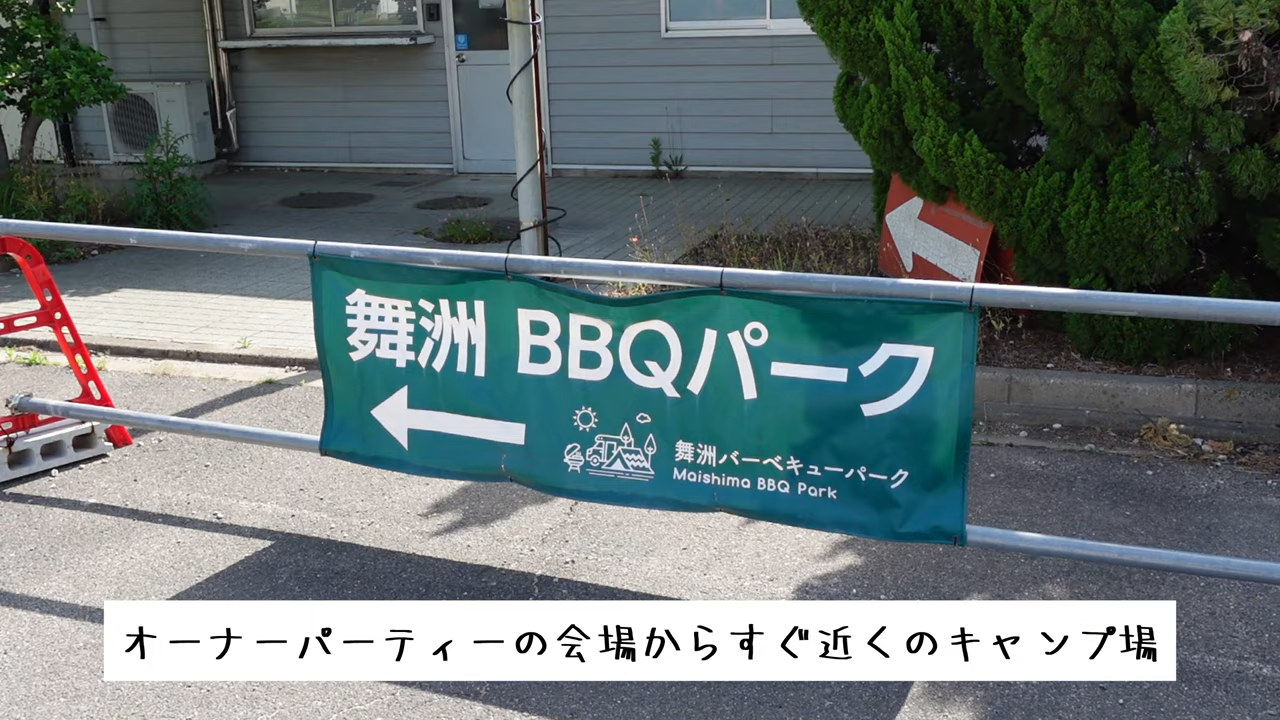 舞洲 BBQパーク
舞洲バーベキューパーク
Maishima BBQ Park
オーナーパーティーの会場からすぐ近くのキャンプ場